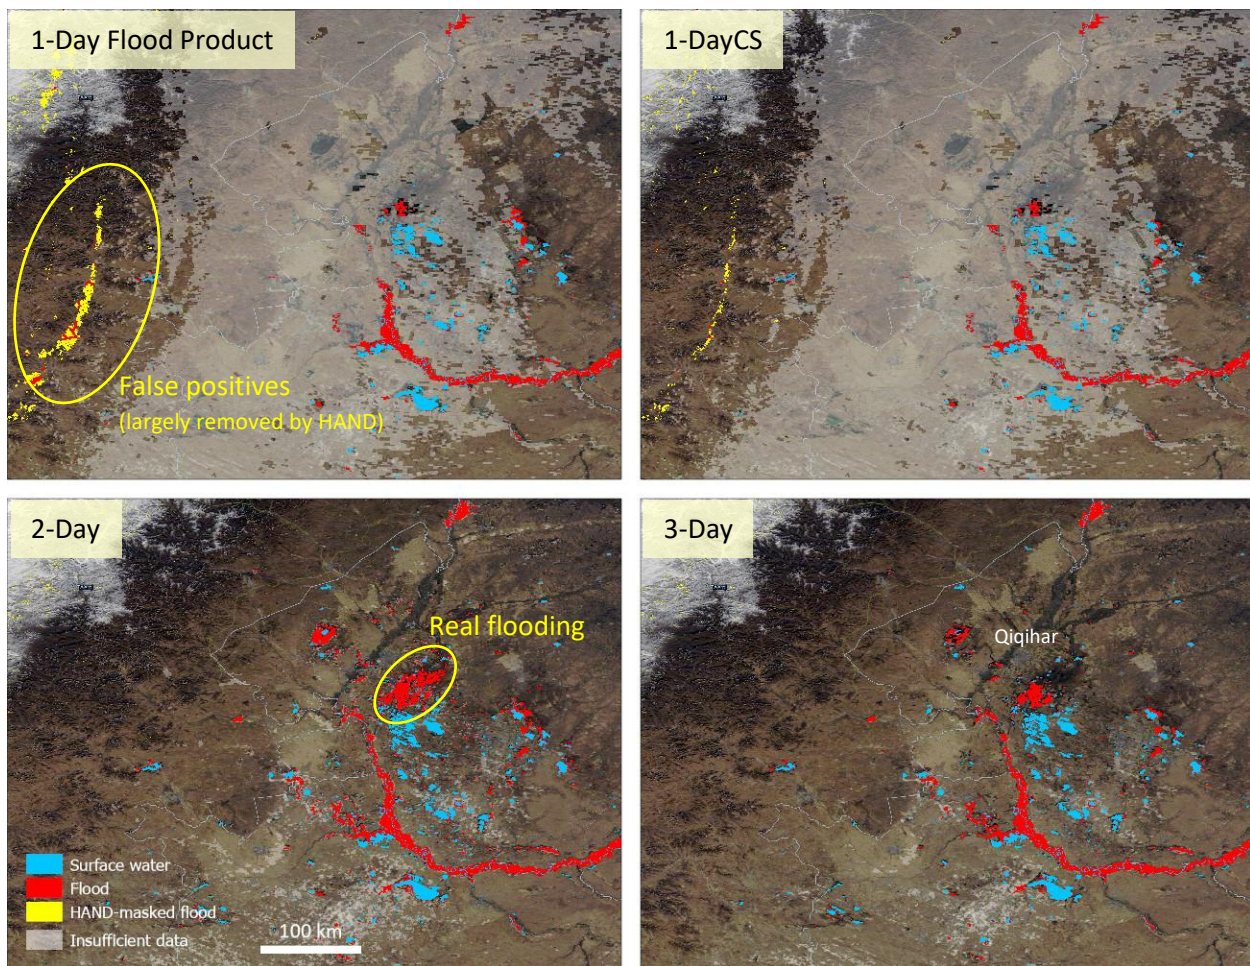 1-Day Flood Product
1-DayCS
False positives
(largely removed by HAND)
2-Day
3-Day
Real flooding
Qiqihar
Surface water
Flood
HAND-masked flood
Insufficient data
100 km